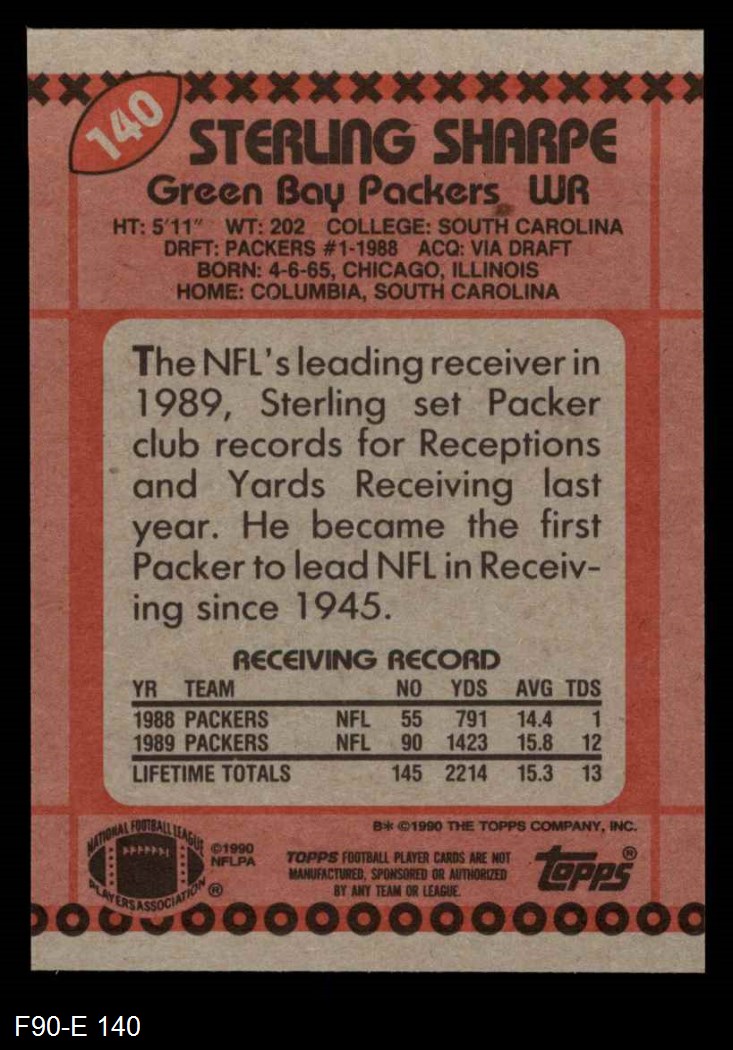 140
STERLING SHARPE
Green Bay Packers WR
HT: 5'11" WT: 202 COLLEGE: SOUTH CAROLINA
DRFT: PACKERS #1-1988 ACQ: VIA DRAFT
BORN: 4-6-65, CHICAGO, ILLINOIS
HOME: COLUMBIA, SOUTH CAROLINA
The NFL's leading receiver in
1989, Sterling set Packer
club records for Receptions
and Yards Receiving last
year. He became the first
Packer to lead NFL in Receiv-
ing since 1945.
RECEIVING RECORD
YR TEAM NO YDS AVG TDS
1988 PACKERS NFL 55 791 14.4 1
1989 PACKERS NFL 90 1423 15.8 12
LIFETIME TOTALS 145 2214 15.3 13
B* ©1990 THE TOPPS COMPANY, INC.
NATIONAL FOOTBALL LEAGUE
PLAYERS ASSOCIATION ®
©1990
NFLPA
TOPPS FOOTBALL PLAYER CARDS ARE NOT
MANUFACTURED, SPONSORED OR AUTHORIZED
BY ANY TEAM OR LEAGUE.
topps®
F90-E 140